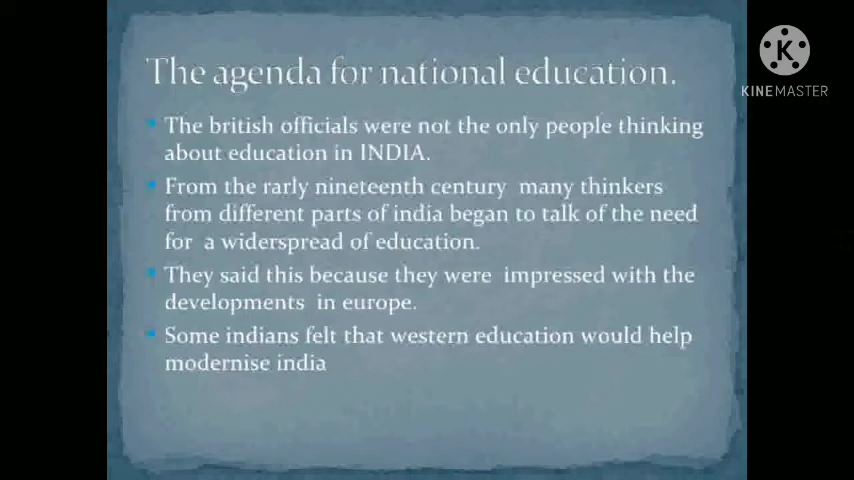 The agenda for national education.
K
KINEMASTER
The british officials were not the only people thinking
about education in INDIA.
From the rarly nineteenth century many thinkers
from different parts of india began to talk of the need
for a widerspread of education.
They said this because they were impressed with the
developments in europe.
Some indians felt that western education would help
modernise india